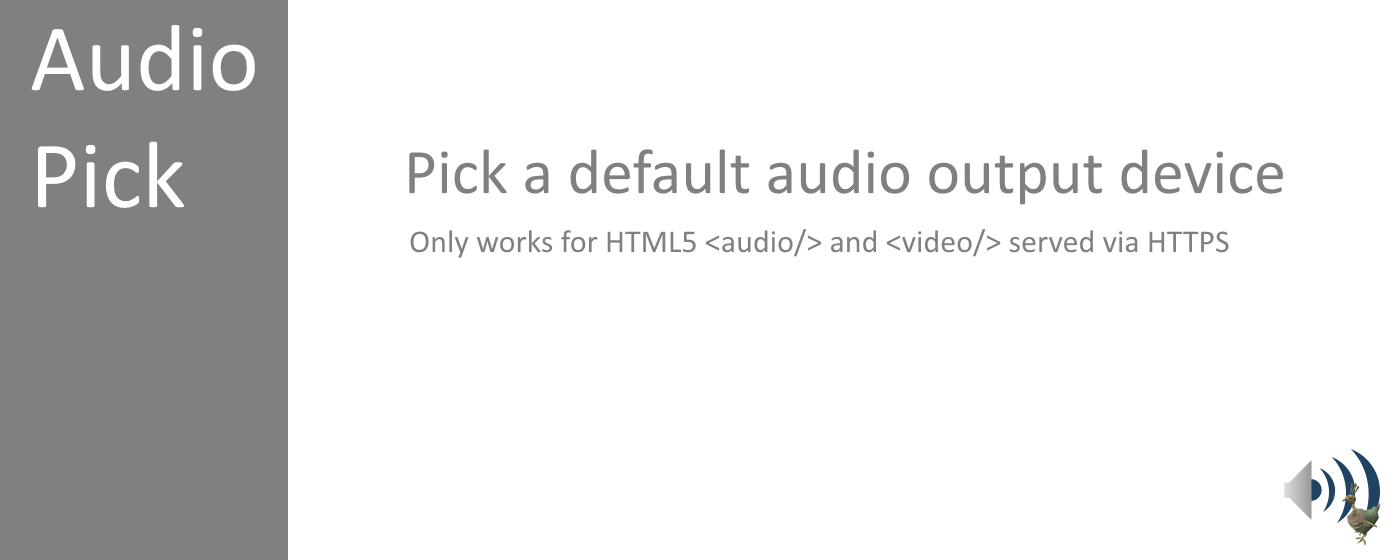 Audio
Pick
Pick a default audio output device
Only works for HTML5 <audio/> and <video/> served via HTTPS